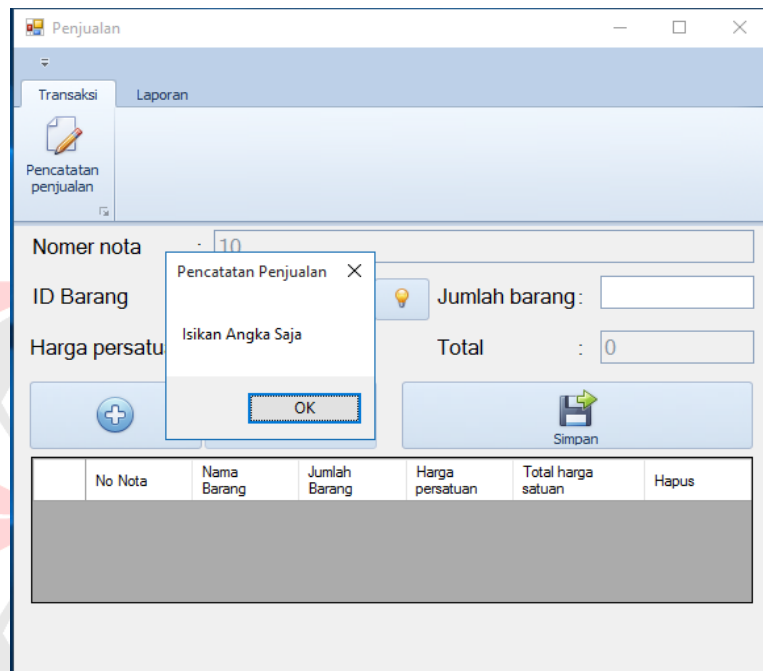 Penjualan
Transaksi Laporan
Pencatatan
penjualan
Nomer nota : 10
Pencatatan Penjualan
ID Barang Jumlah barang:
Isikan Angka Saja
Harga persatu Total : 0
OK
Simpan
No Nota Nama Barang Jumlah Barang Harga persatuan Total harga satuan Hapus